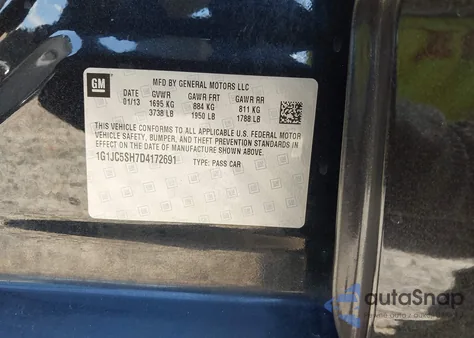 GM
MFD BY GENERAL MOTORS LLC
DATE GVWR GAWR FRT GAWR RR
01/13 1695 KG 884 KG 811 KG
3738 LB 1950 LB 1788 LB
THIS VEHICLE CONFORMS TO ALL APPLICABLE U.S. FEDERAL MOTOR
VEHICLE SAFETY, BUMPER, AND THEFT PREVENTION STANDARDS IN
EFFECT ON THE DATE OF MANUFACTURE SHOWN ABOVE.
1G1JC5SH7D4172691 TYPE: PASS CAR
autoSnap